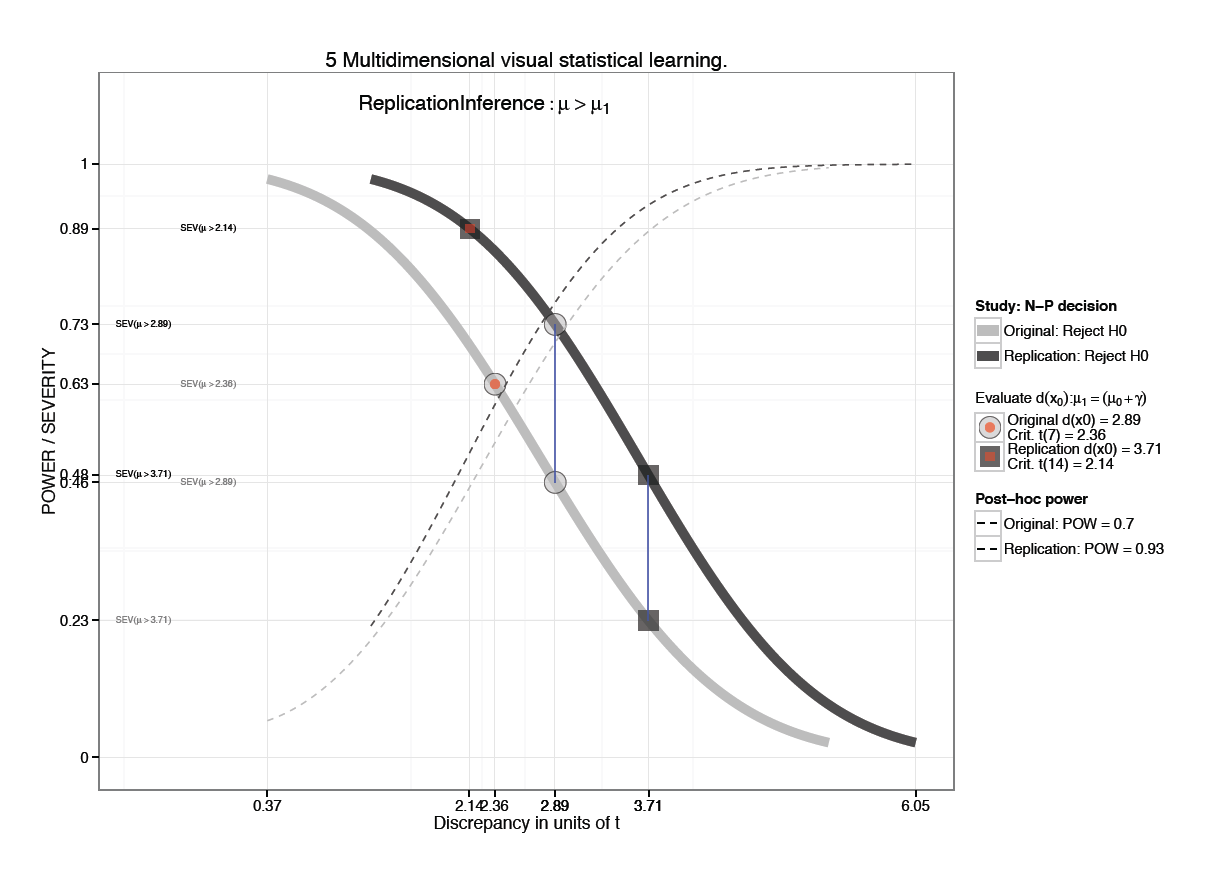 5 Multidimensional visual statistical learning.
ReplicationInference : μ > μ1
POWER / SEVERITY
1
0.89
0.73
0.63
0.48
0.46
0.23
0
SEV(μ > 2.14)
SEV(μ > 2.89)
SEV(μ > 2.36)
SEV(μ > 3.71)
SEV(μ > 2.89)
SEV(μ > 3.71)
0.37
2.14
2.36
2.89
3.71
6.05
Discrepancy in units of t
Study: N−P decision
Original: Reject H0
Replication: Reject H0
Evaluate d(x0):μ1 = (μ0 + γ)
Original d(x0) = 2.89
Crit. t(7) = 2.36
Replication d(x0) = 3.71
Crit. t(14) = 2.14
Post−hoc power
Original: POW = 0.7
Replication: POW = 0.93